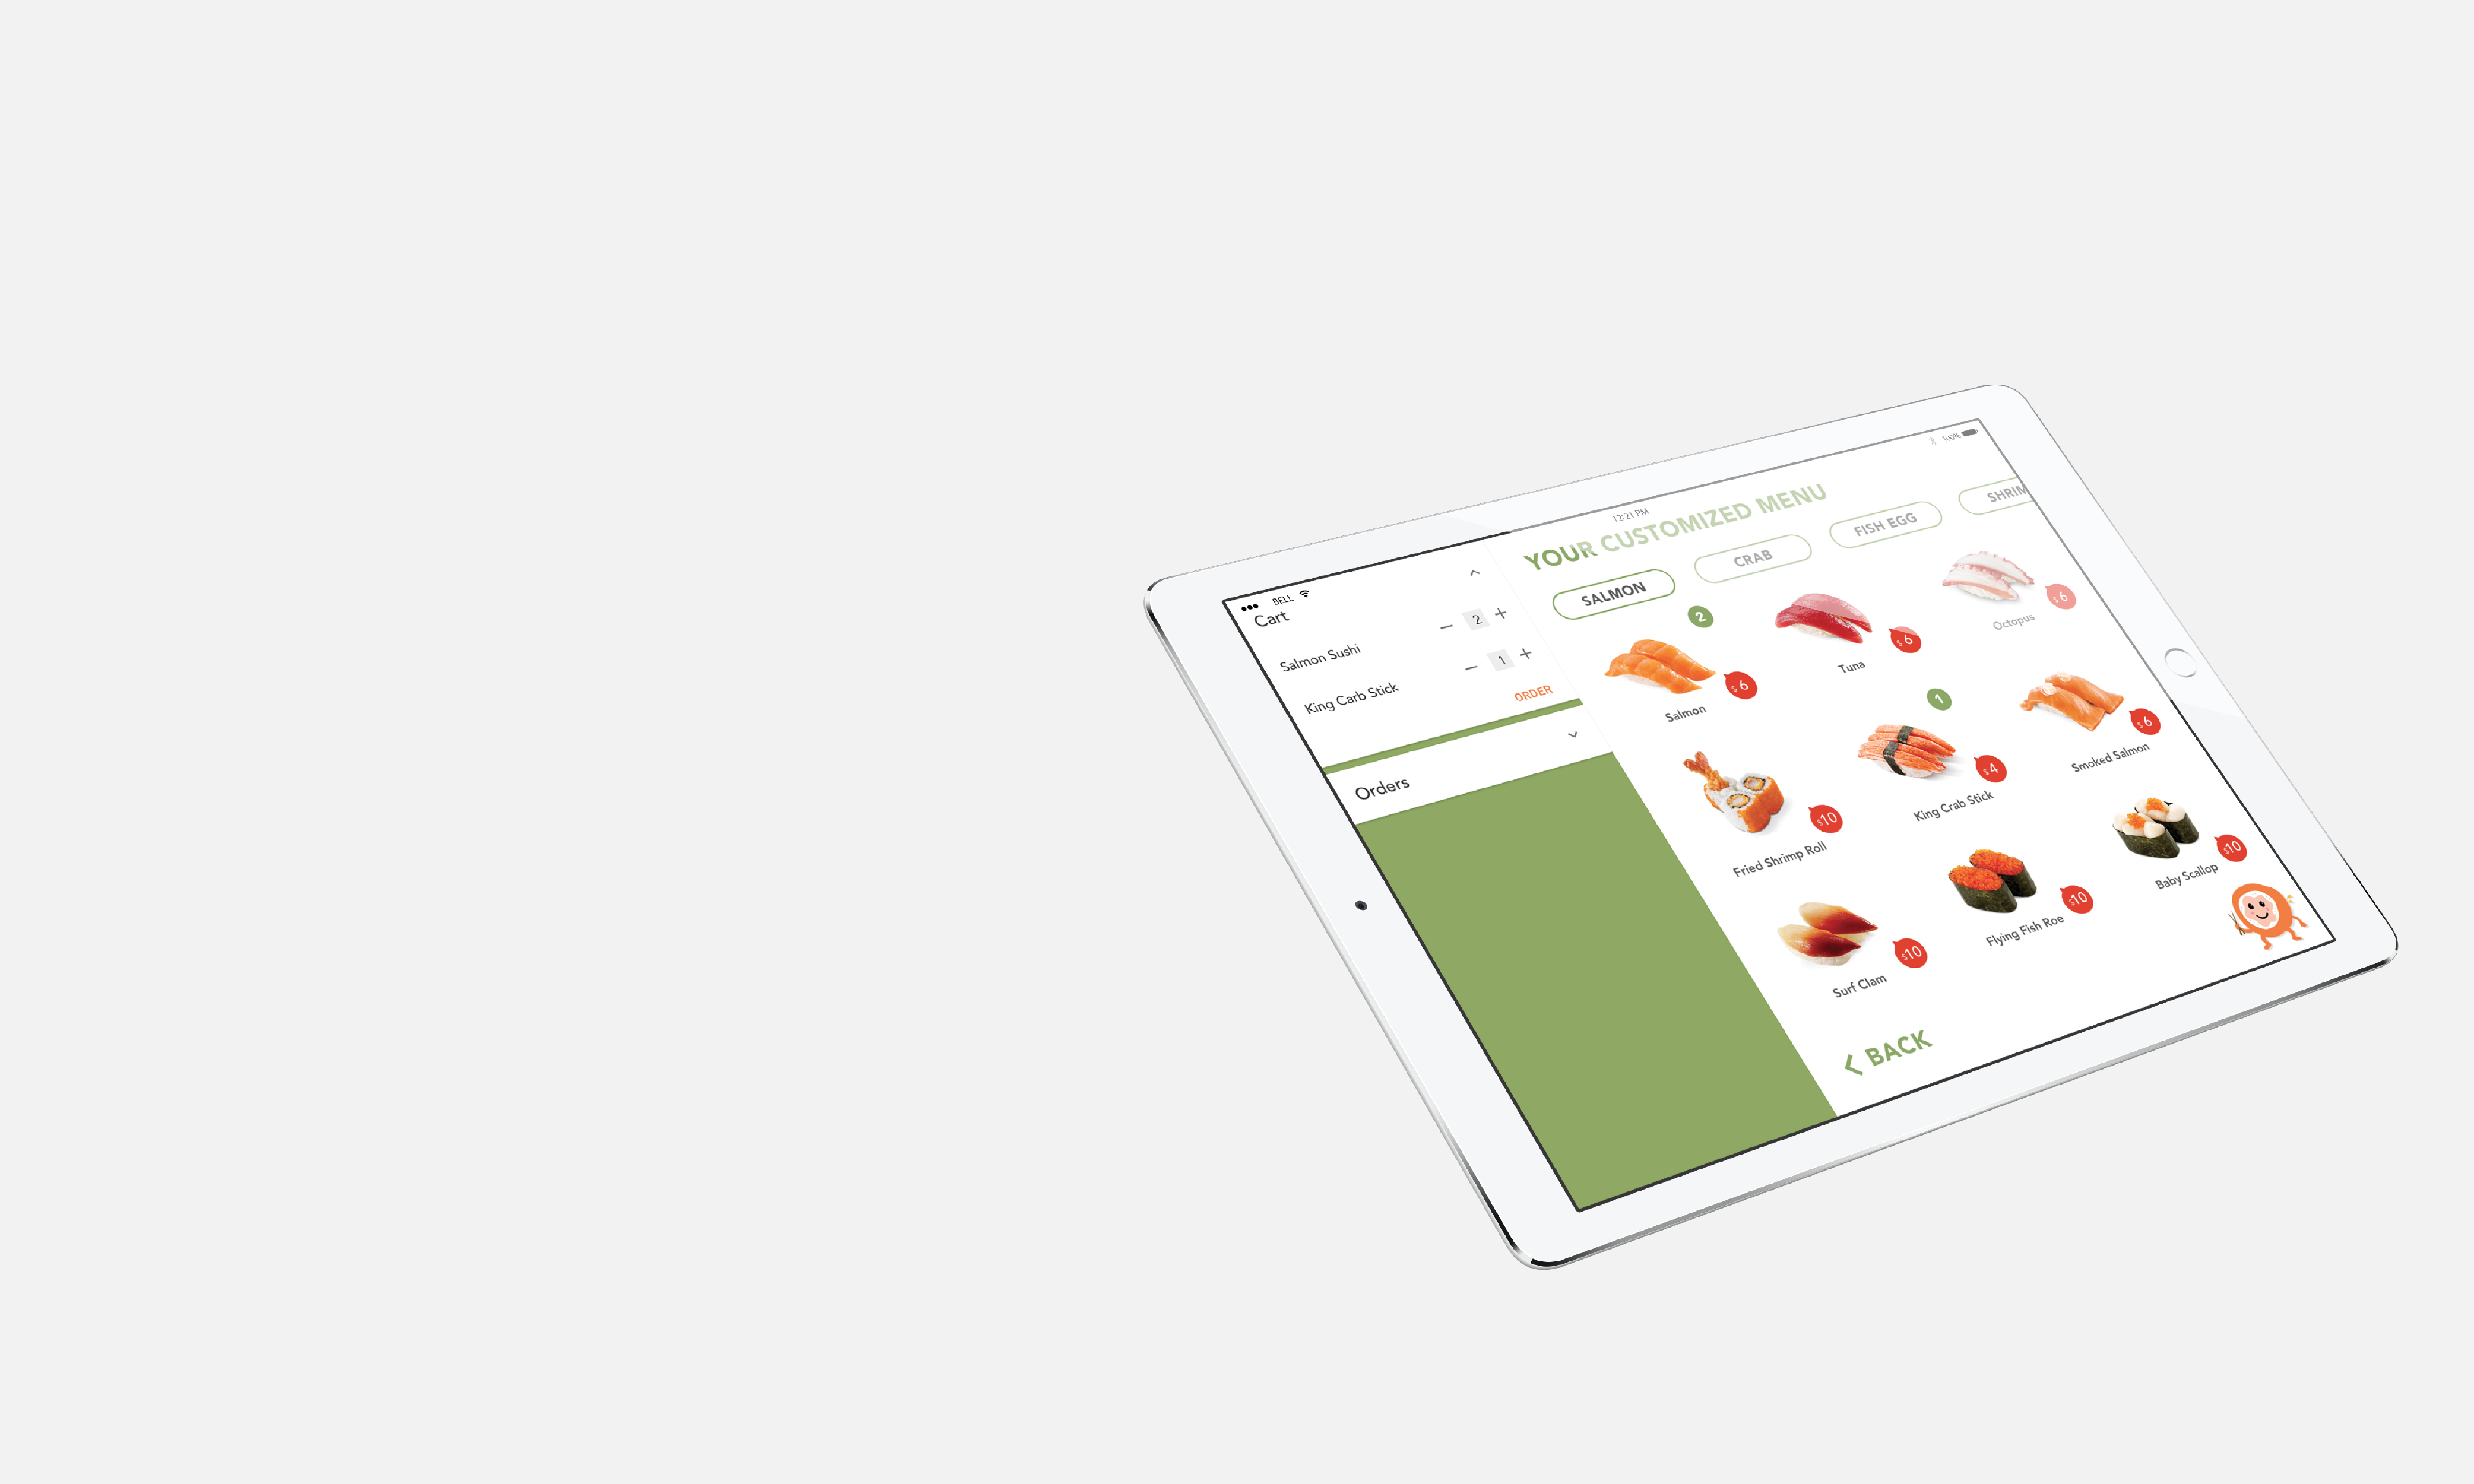 BELL
12:21 PM
100%
Cart
Salmon Sushi
2
King Carb Stick
1
ORDER
Orders
YOUR CUSTOMIZED MENU
SALMON
CRAB
FISH EGG
SHRIM
2
$ 6
Salmon
$ 6
Tuna
$ 6
Octopus
$10
Fried Shrimp Roll
1
$ 4
King Crab Stick
$ 6
Smoked Salmon
$10
Surf Clam
$10
Flying Fish Roe
$10
Baby Scallop
BACK